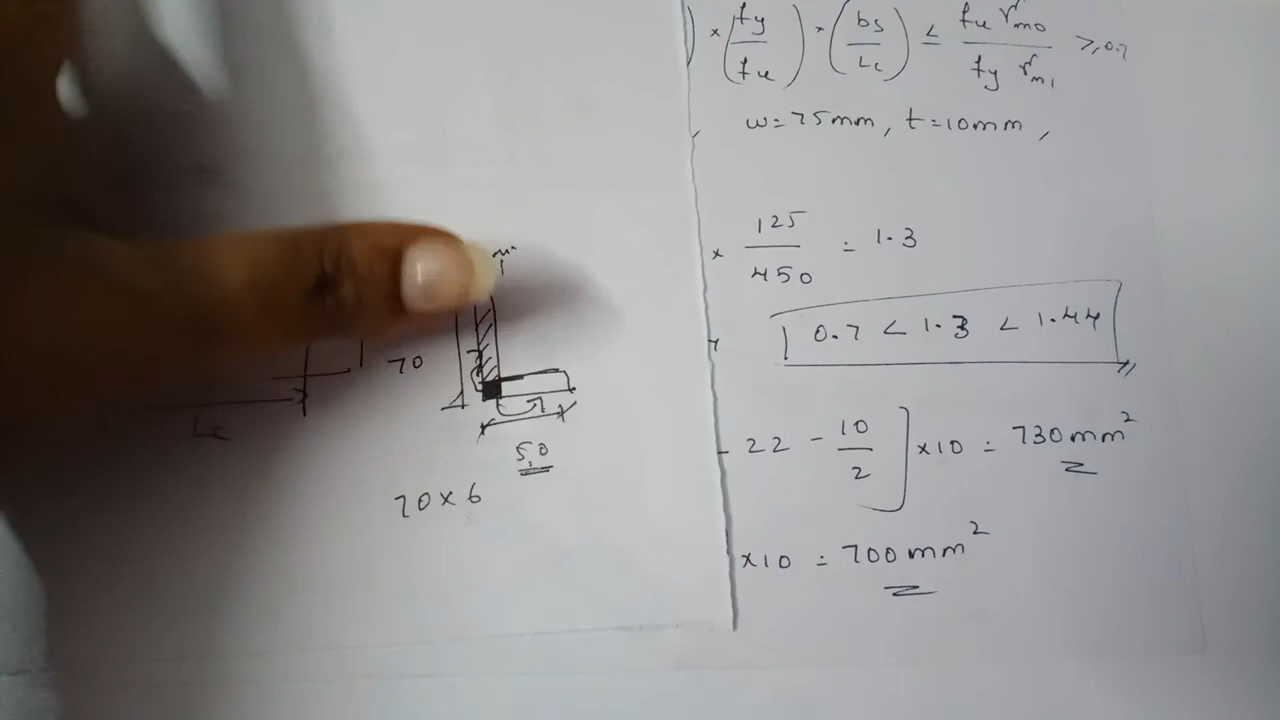 ) × (fy/fu) × (bs/Lc) ≤ fu γm0 / fy γm1 ≥ 0.7
w = 75mm, t = 10mm,
× 125/450 = 1.3
0.7 < 1.3 < 1.44
- 22 - 10/2 ] ×10 = 730 mm²
×10 = 700 mm²
70
Lc
50
70 × 6